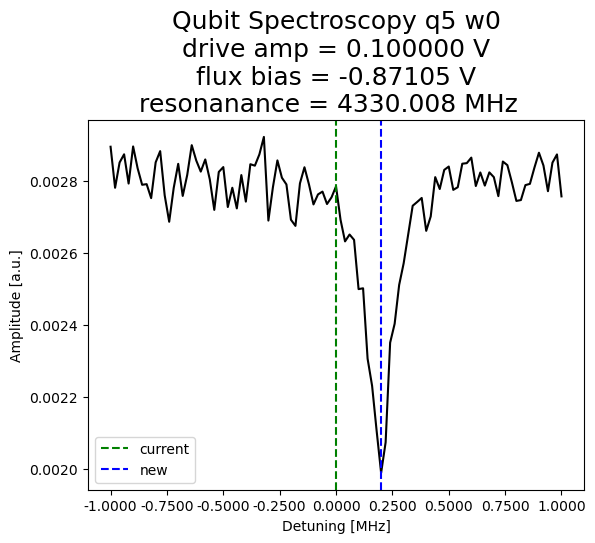 Qubit Spectroscopy q5 w0
drive amp = 0.100000 V
flux bias = -0.87105 V
resonanance = 4330.008 MHz
Amplitude [a.u.]
0.0028
0.0026
0.0024
0.0022
0.0020
current
new
-1.0000 -0.7500 -0.5000 -0.2500 0.0000 0.2500 0.5000 0.7500 1.0000
Detuning [MHz]